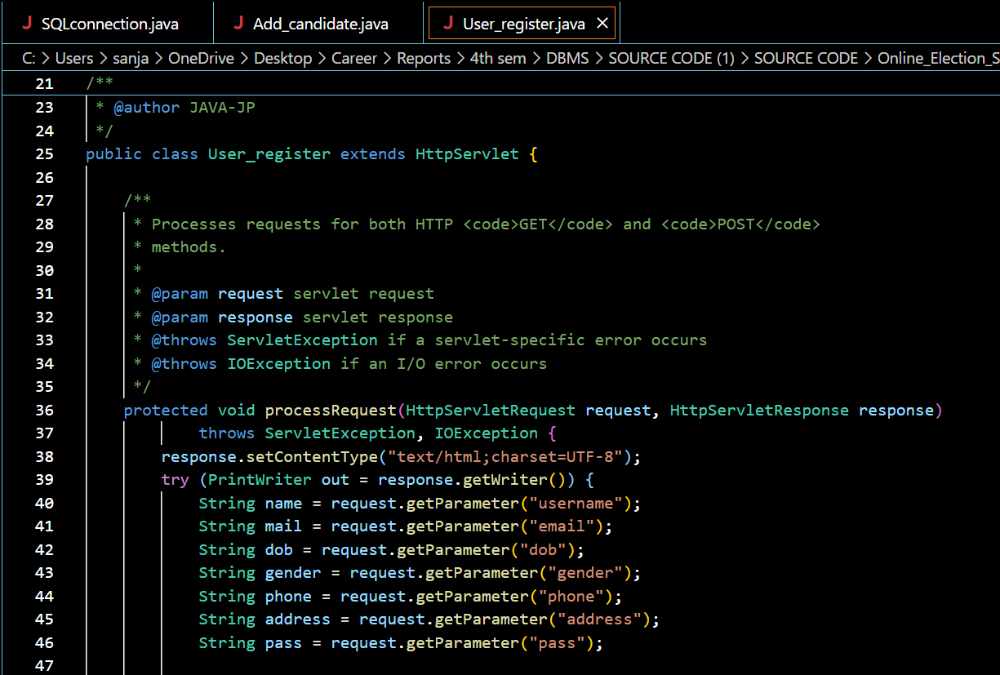 J SQLconnection.java J Add_candidate.java J User_register.java ×
C: > Users > sanja > OneDrive > Desktop > Career > Reports > 4th sem > DBMS > SOURCE CODE (1) > SOURCE CODE > Online_Election_S
21 /**
23  * @author JAVA-JP
24  */
25 public class User_register extends HttpServlet {
26
27     /**
28      * Processes requests for both HTTP <code>GET</code> and <code>POST</code>
29      * methods.
30      *
31      * @param request servlet request
32      * @param response servlet response
33      * @throws ServletException if a servlet-specific error occurs
34      * @throws IOException if an I/O error occurs
35      */
36     protected void processRequest(HttpServletRequest request, HttpServletResponse response)
37             throws ServletException, IOException {
38         response.setContentType("text/html;charset=UTF-8");
39         try (PrintWriter out = response.getWriter()) {
40             String name = request.getParameter("username");
41             String mail = request.getParameter("email");
42             String dob = request.getParameter("dob");
43             String gender = request.getParameter("gender");
44             String phone = request.getParameter("phone");
45             String address = request.getParameter("address");
46             String pass = request.getParameter("pass");
47